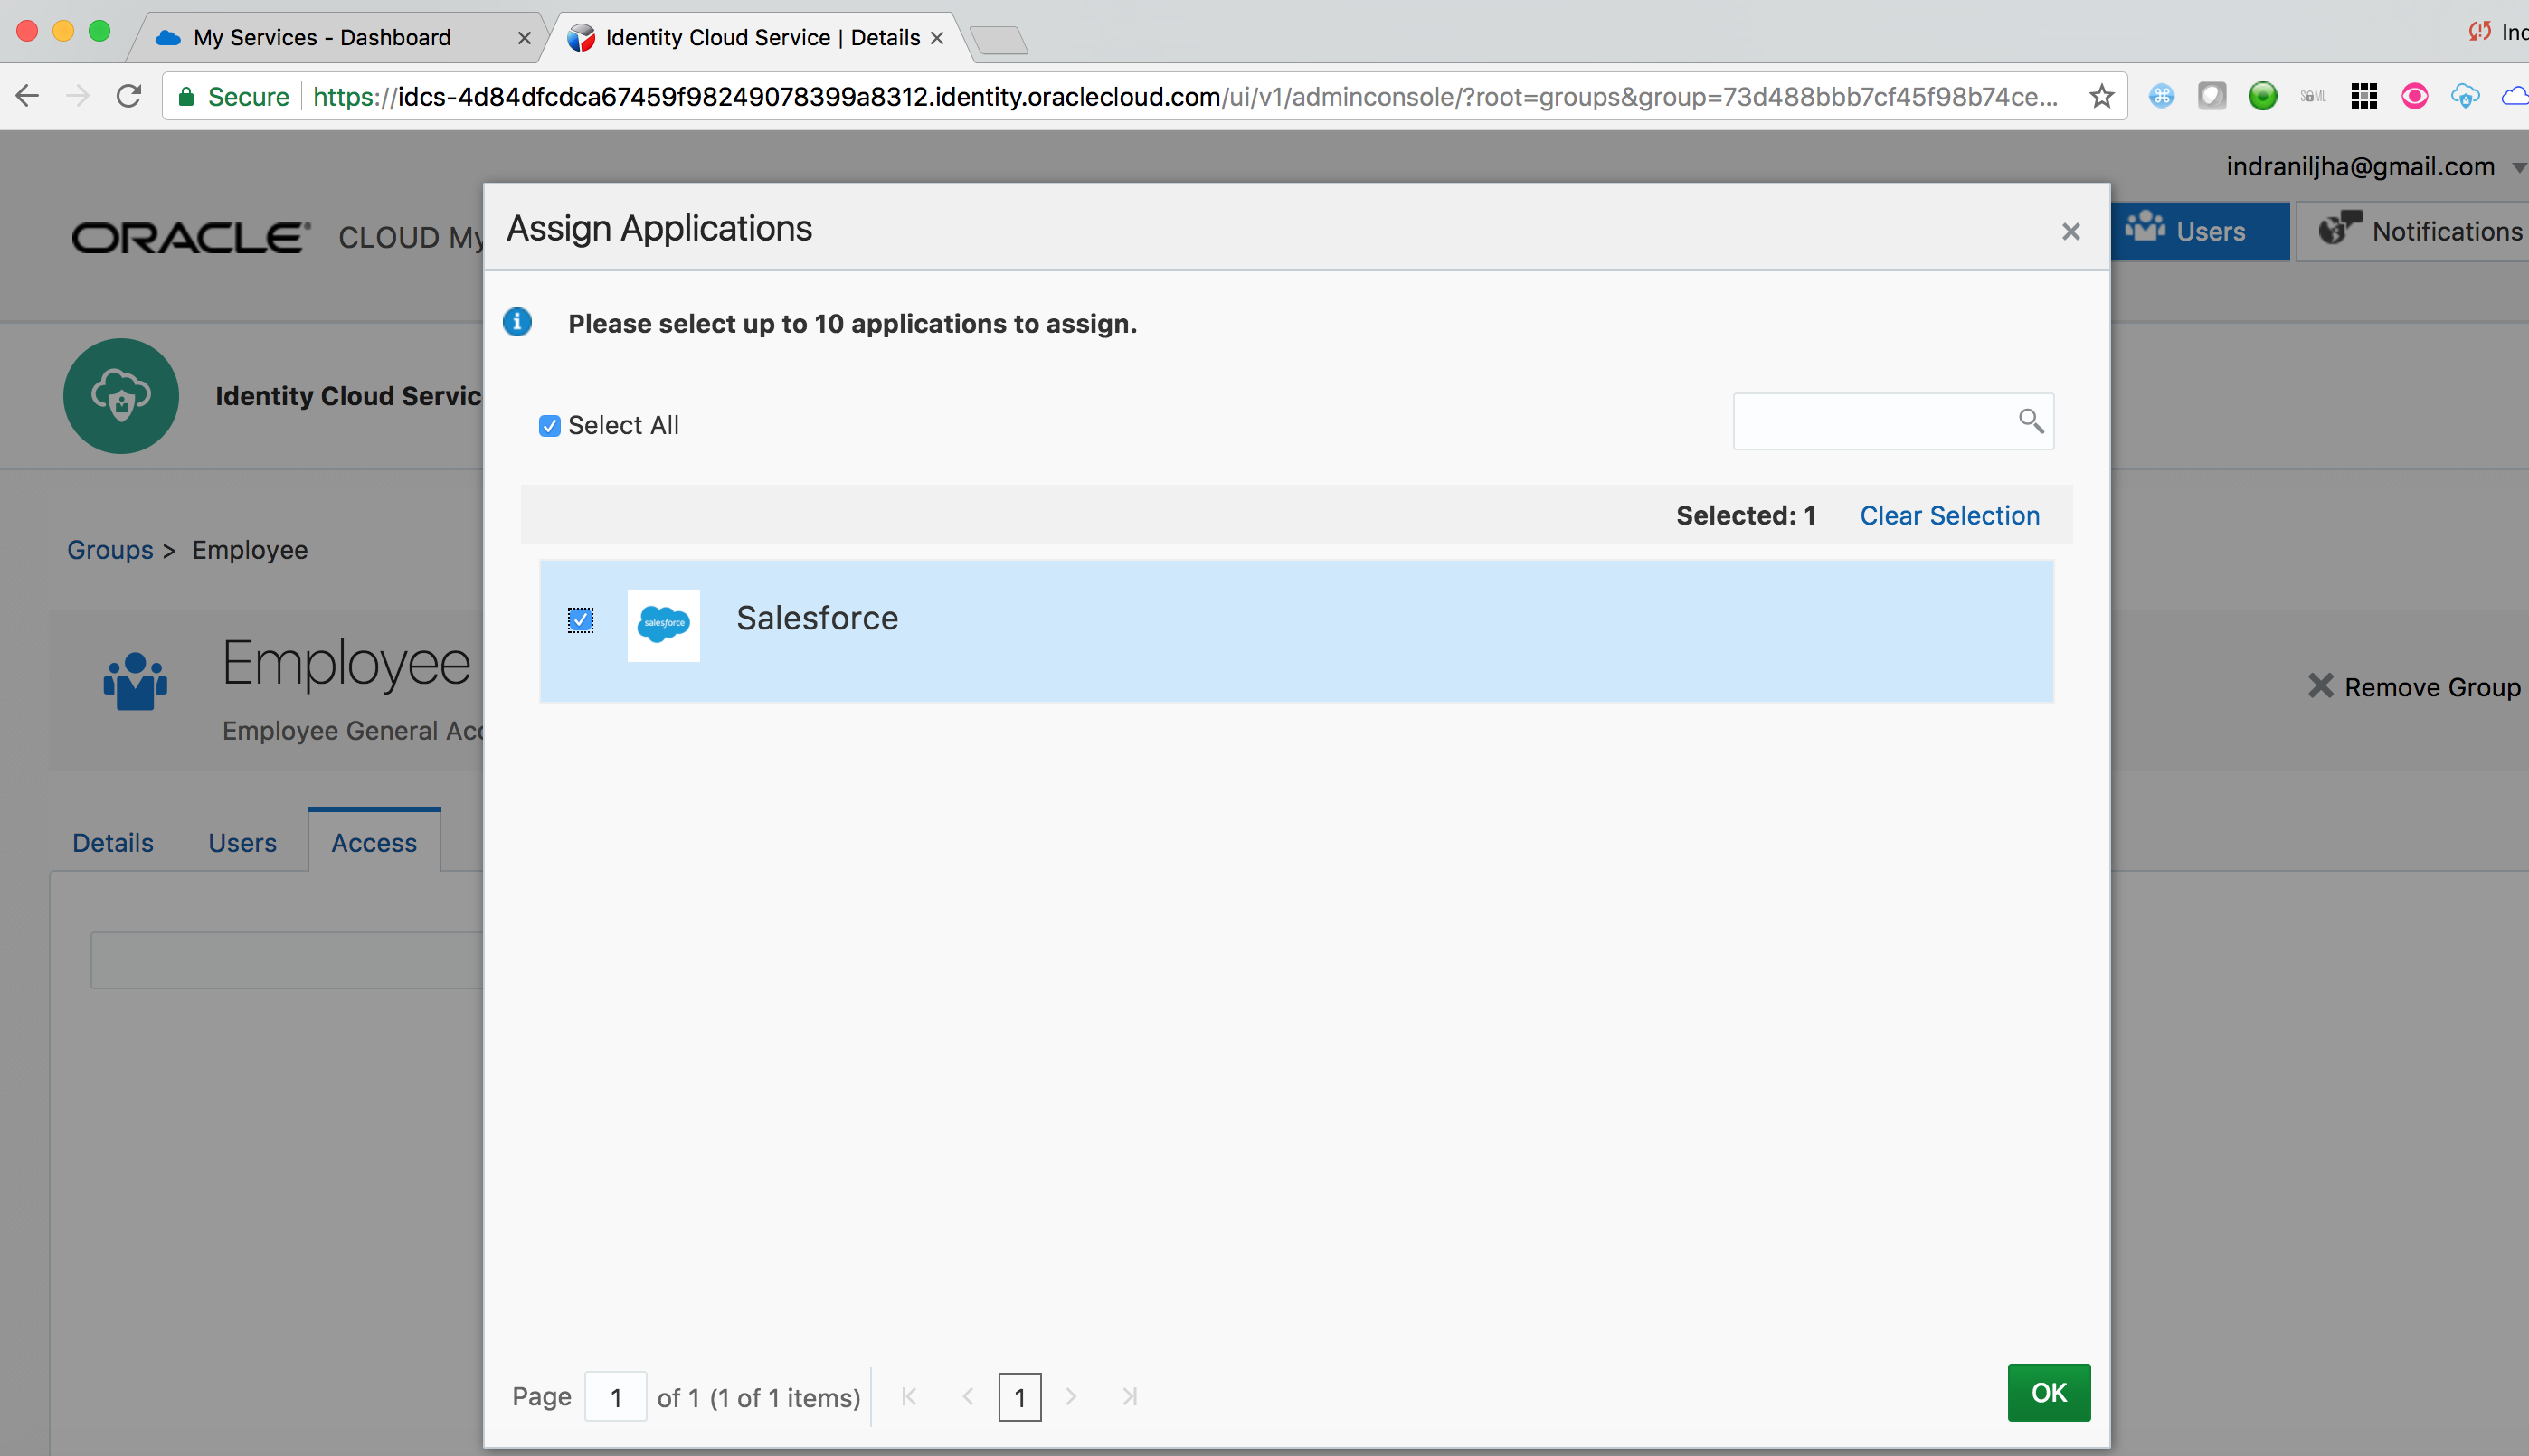 My Services - Dashboard
Identity Cloud Service | Details
Secure
https://idcs-4d84dfcdca67459f98249078399a8312.identity.oraclecloud.com/ui/v1/adminconsole/?root=groups&group=73d488bbb7cf45f98b74ce...
SAML
indraniljha@gmail.com
ORACLE CLOUD My
Users
Notifications
Assign Applications
Please select up to 10 applications to assign.
Identity Cloud Servic
Select All
Selected: 1 Clear Selection
Groups > Employee
salesforce
Salesforce
Employee
Employee General Acc
Remove Group
Details Users Access
Page 1 of 1 (1 of 1 items) 1
OK